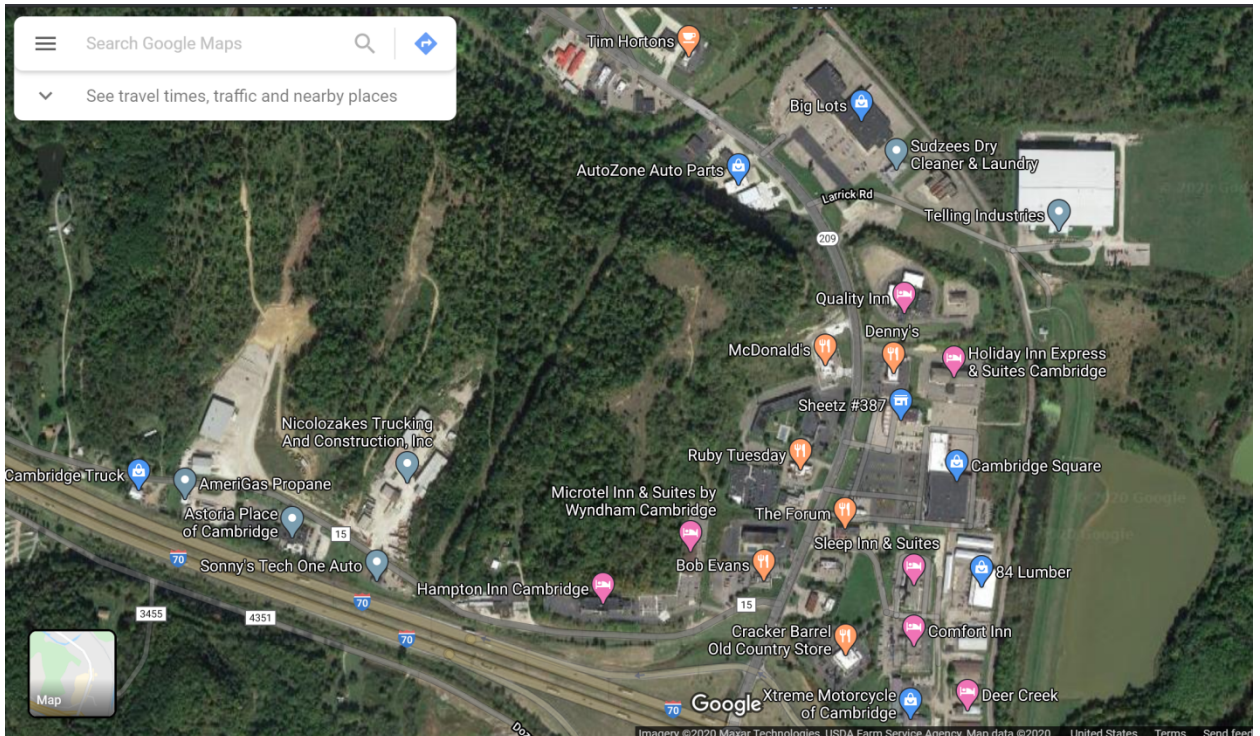 Search Google Maps
See travel times, traffic and nearby places
Tim Hortons
Big Lots
Sudzees Dry
Cleaner & Laundry
AutoZone Auto Parts
Larrick Rd
Telling Industries
209
Quality Inn
Denny's
McDonald's
Holiday Inn Express
& Suites Cambridge
Sheetz #387
Nicolozakes Trucking
And Construction, Inc
Ruby Tuesday
Cambridge Square
Cambridge Truck
AmeriGas Propane
Microtel Inn & Suites by
Wyndham Cambridge
The Forum
Astoria Place
of Cambridge
15
Sleep Inn & Suites
70
Sonny's Tech One Auto
Bob Evans
84 Lumber
Hampton Inn Cambridge
70
15
3455
4351
70
Cracker Barrel
Old Country Store
Comfort Inn
Map
70
Google
Xtreme Motorcycle
of Cambridge
Deer Creek
Imagery ©2020 Maxar Technologies, USDA Farm Service Agency, Map data ©2020 United States Terms Send feed